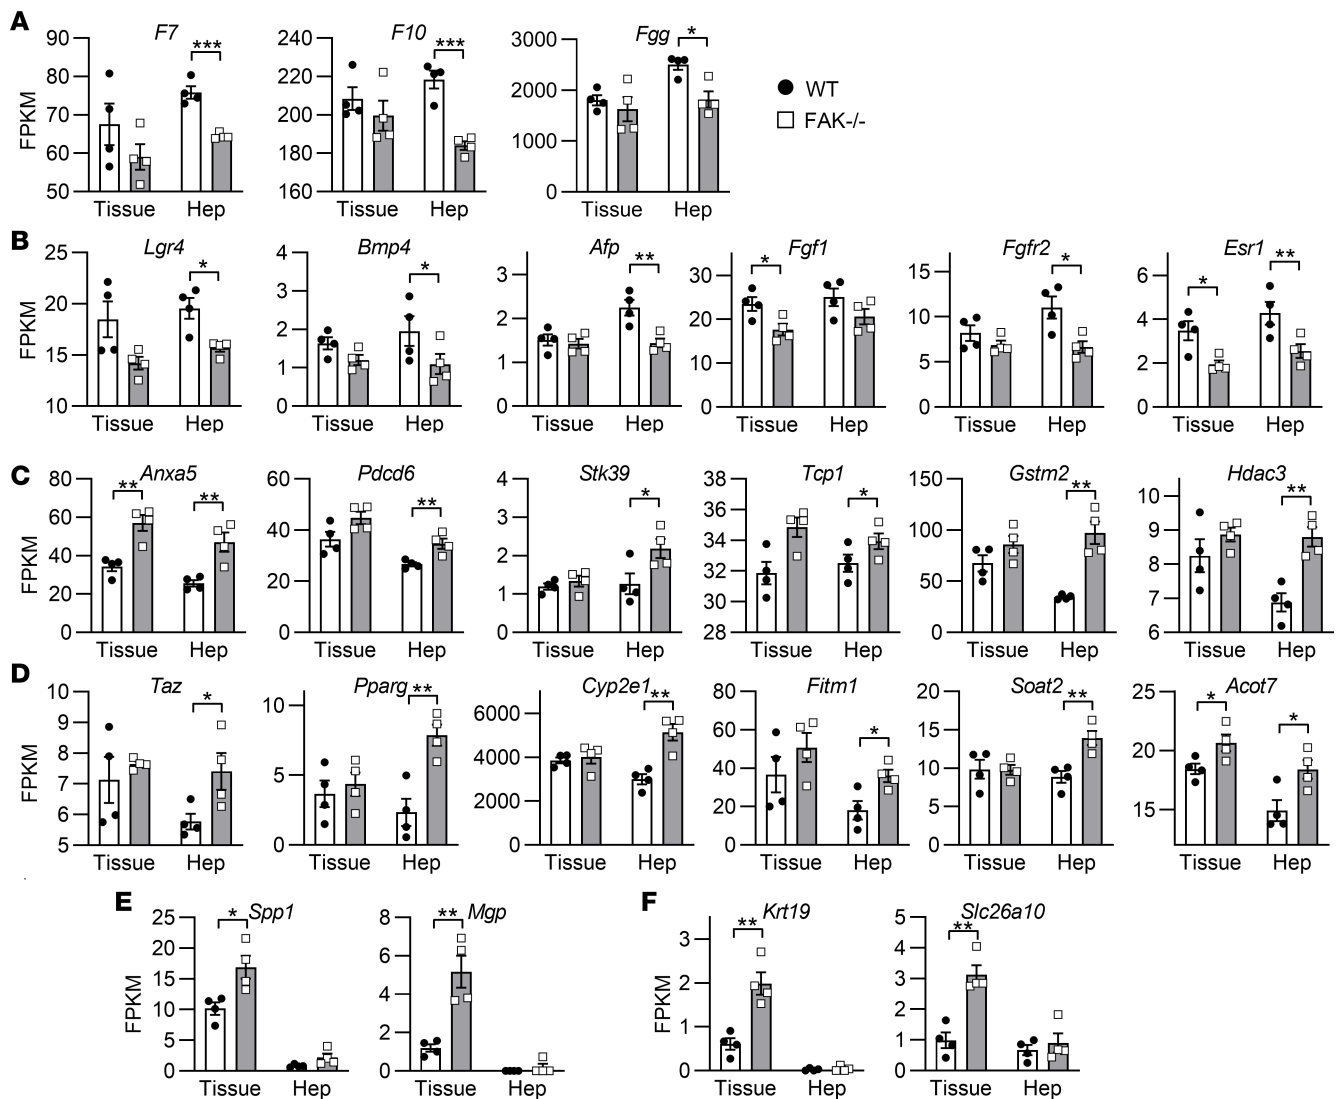 A
F7
F10
Fgg
90
80
70
60
50
FPKM
***
Tissue Hep
240
220
200
180
160
***
Tissue Hep
3000
2000
1000
0
*
Tissue Hep
WT
FAK-/-
B
Lgr4
Bmp4
Afp
Fgf1
Fgfr2
Esr1
25
20
15
10
FPKM
*
Tissue Hep
4
3
2
1
0
*
Tissue Hep
3
2
1
0
**
Tissue Hep
30
20
10
0
*
Tissue Hep
15
10
5
0
*
Tissue Hep
6
4
2
0
*
**
Tissue Hep
C
Anxa5
Pdcd6
Stk39
Tcp1
Gstm2
Hdac3
80
60
40
20
0
FPKM
**
**
Tissue Hep
60
40
20
0
**
Tissue Hep
4
3
2
1
0
*
Tissue Hep
38
36
34
32
30
28
*
Tissue Hep
150
100
50
0
**
Tissue Hep
10
9
8
7
6
**
Tissue Hep
D
Taz
Pparg
Cyp2e1
Fitm1
Soat2
Acot7
10
9
8
7
6
5
FPKM
*
Tissue Hep
10
5
0
**
Tissue Hep
6000
4000
2000
0
**
Tissue Hep
80
60
40
20
0
*
Tissue Hep
20
15
10
5
0
**
Tissue Hep
25
20
15
*
*
Tissue Hep
E
Spp1
Mgp
25
20
15
10
5
0
FPKM
*
Tissue Hep
8
6
4
2
0
**
Tissue Hep
F
Krt19
Slc26a10
3
2
1
0
FPKM
**
Tissue Hep
5
4
3
2
1
0
**
Tissue Hep